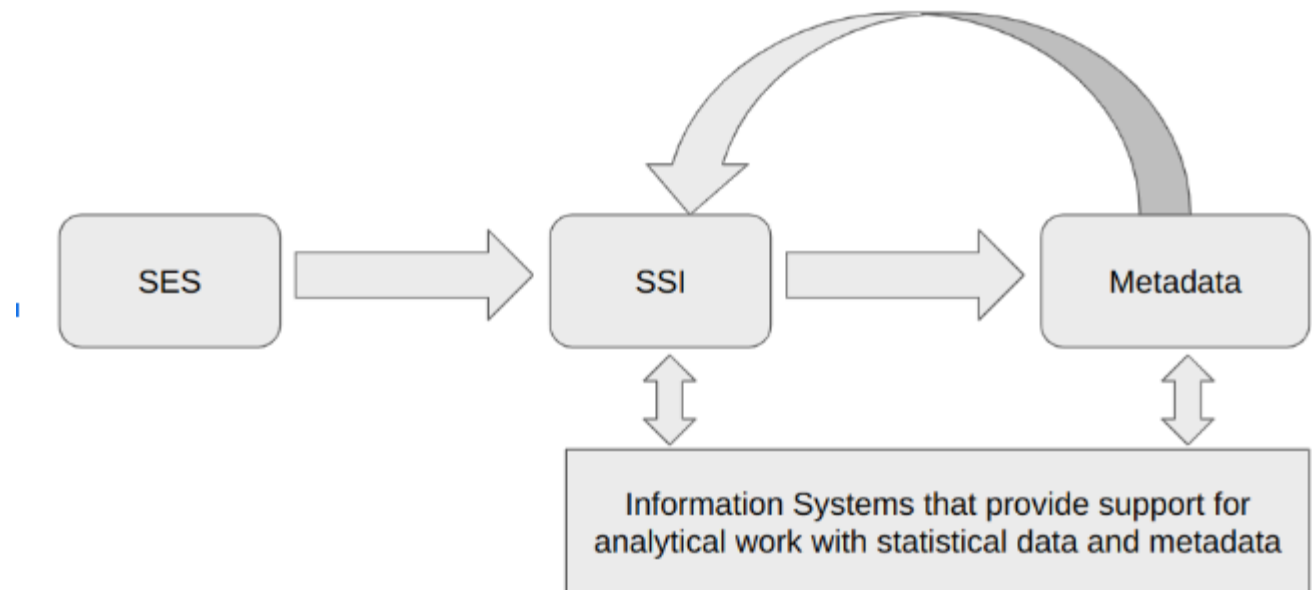 SES
SSI
Metadata
Information Systems that provide support for
analytical work with statistical data and metadata